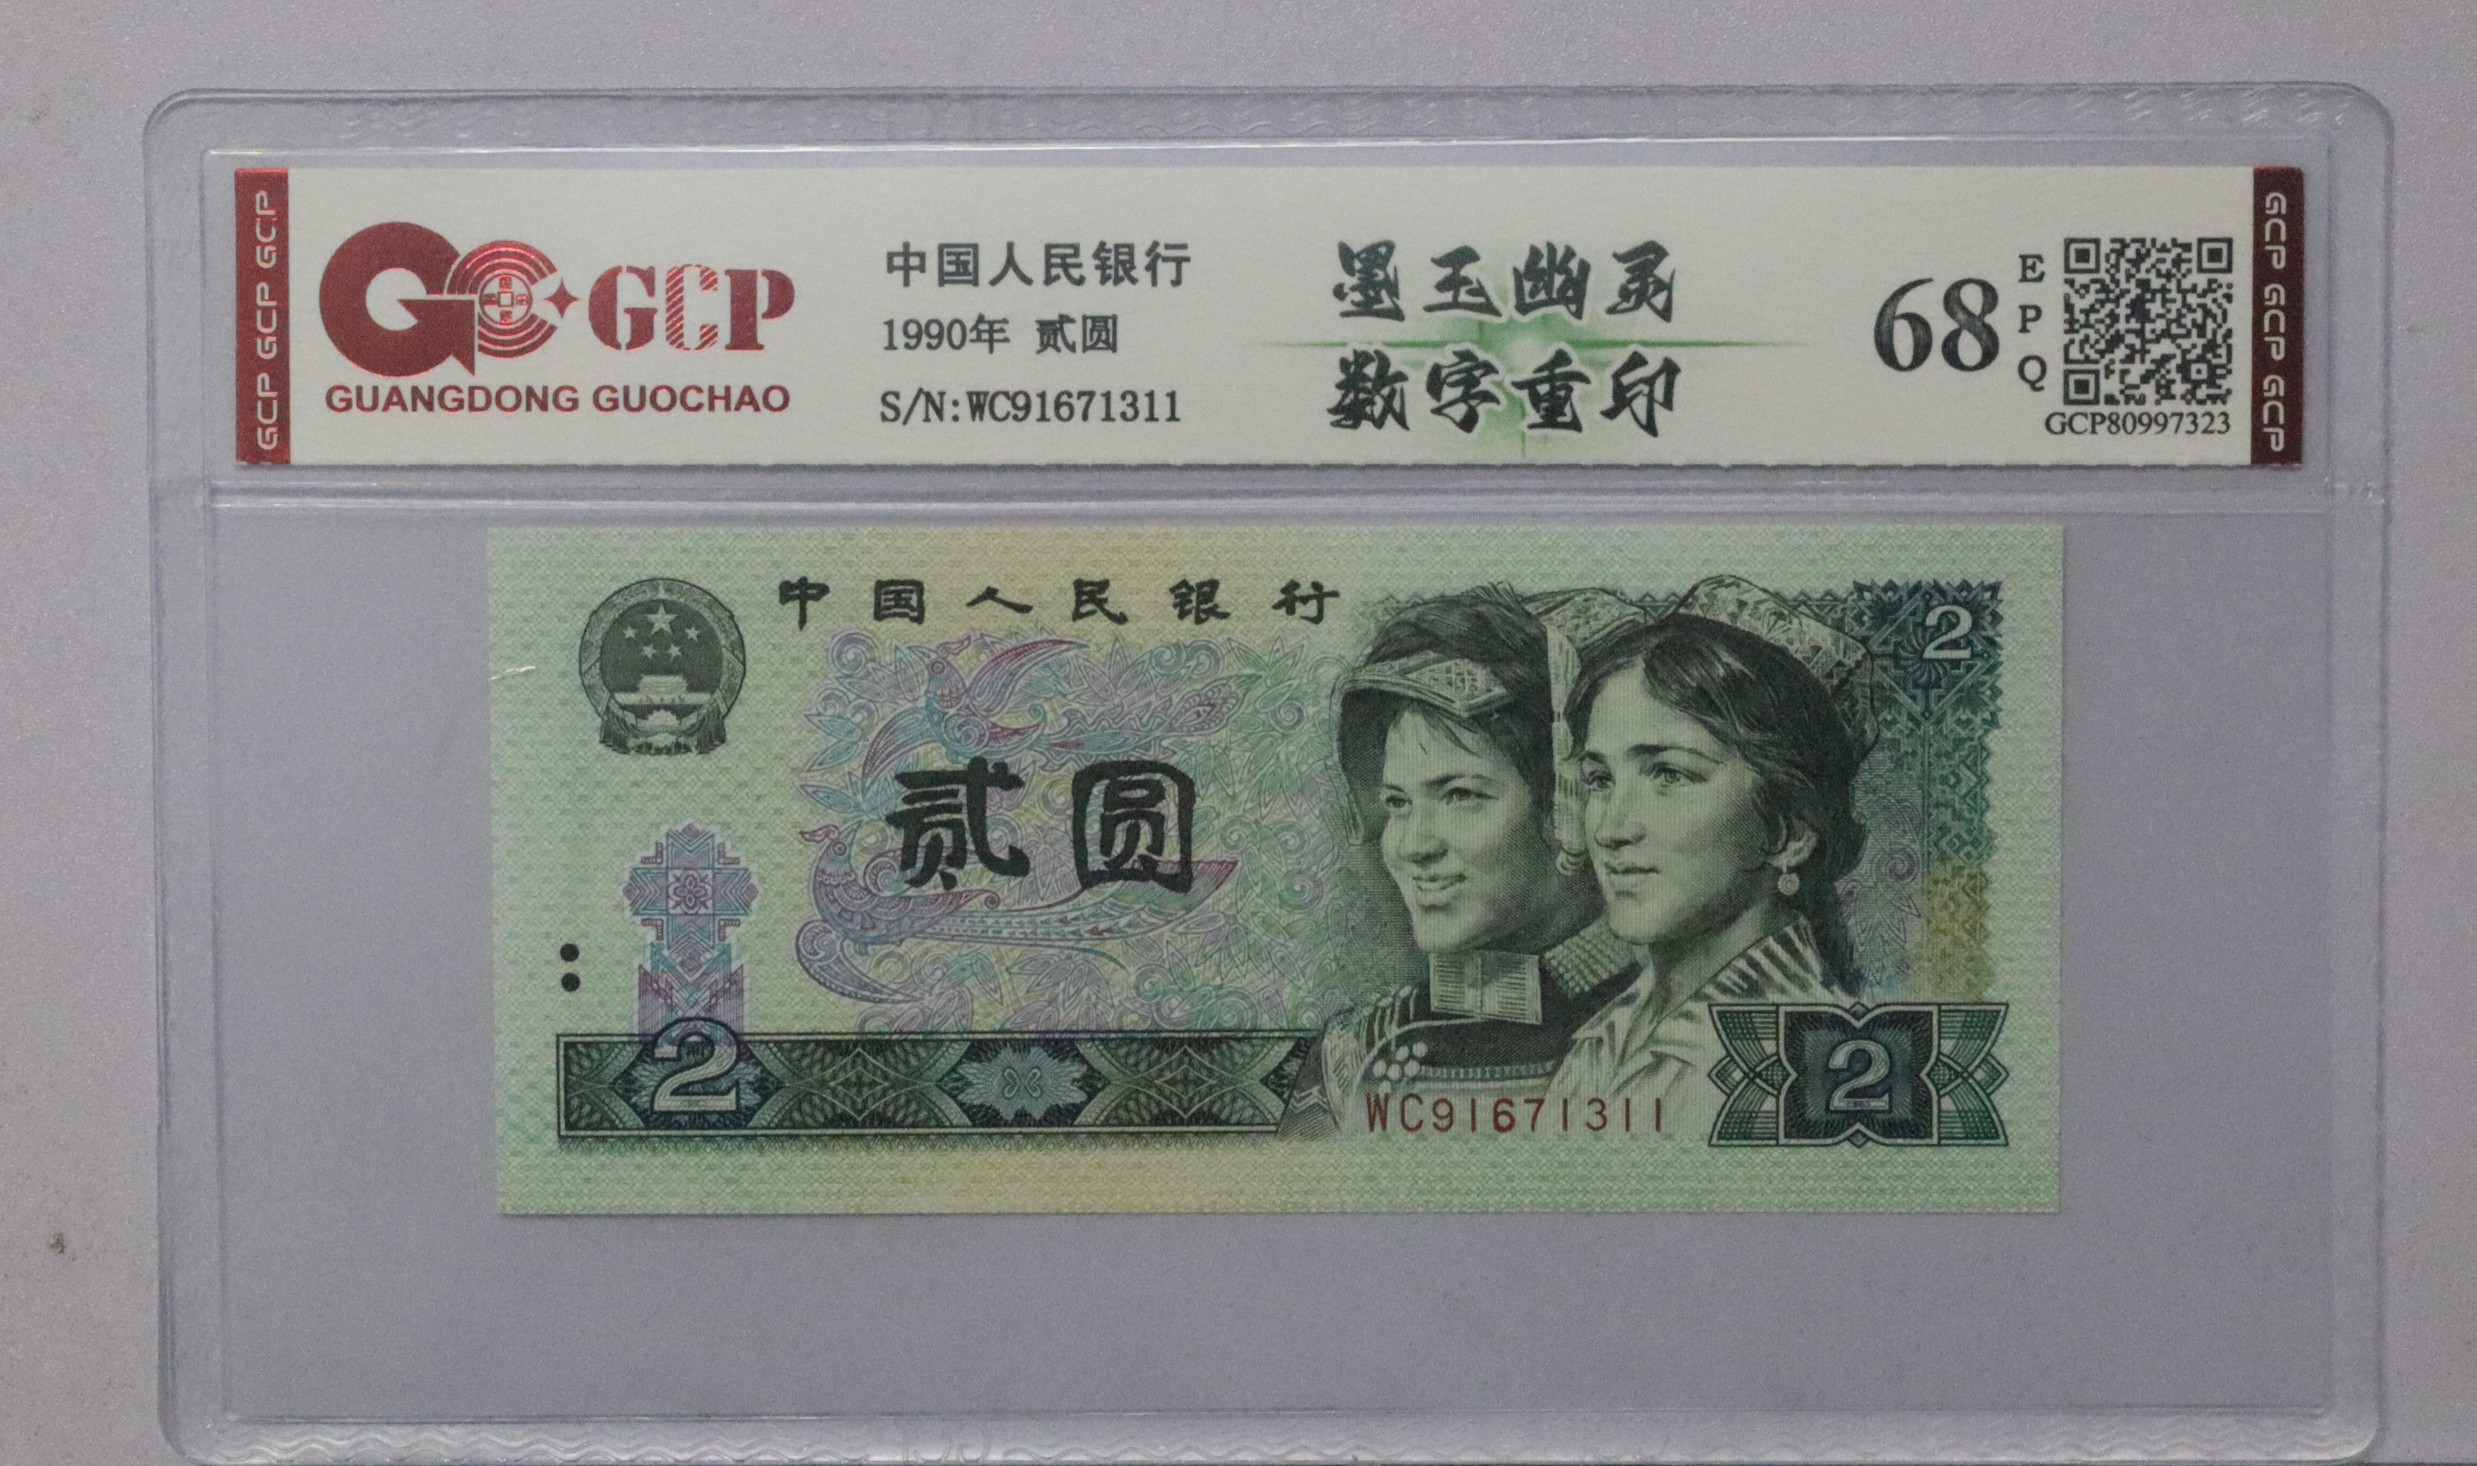 GCP GCP GCP
GCP
GUANGDONG GUOCHAO
中国人民银行
1990年 贰圆
S/N:WC91671311
墨玉幽灵
数字重印
68
E
P
Q
GCP80997323
GCP GCP GCP
中国人民银行
2
贰圆
2
WC91671311
2